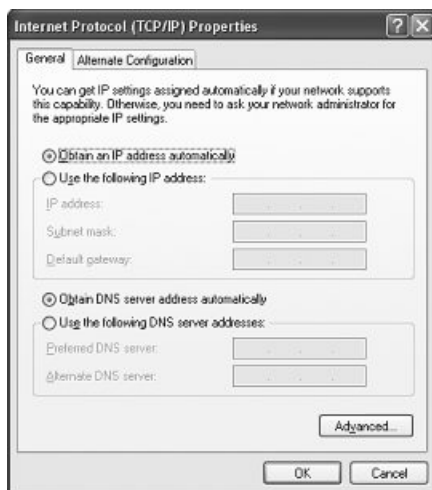 Internet Protocol (TCP/IP) Properties
General
Alternate Configuration
You can get IP settings assigned automatically if your network supports
this capability. Otherwise, you need to ask your network administrator for
the appropriate IP settings.
Obtain an IP address automatically
Use the following IP address:
IP address:
Subnet mask:
Default gateway:
Obtain DNS server address automatically
Use the following DNS server addresses:
Preferred DNS server:
Alternate DNS server:
Advanced...
OK
Cancel